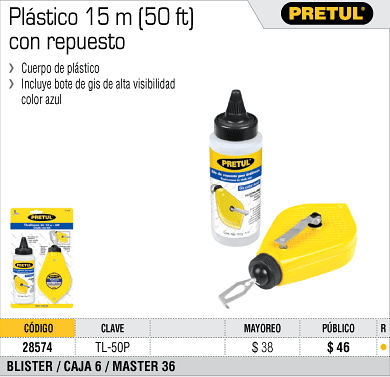 Plástico 15 m (50 ft)
con repuesto
PRETUL®
› Cuerpo de plástico
› Incluye bote de gis de alta visibilidad
color azul
PRETUL
PRETUL
CÓDIGO CLAVE MAYOREO PÚBLICO R
28574 TL-50P $ 38 $ 46 •
BLISTER / CAJA 6 / MASTER 36